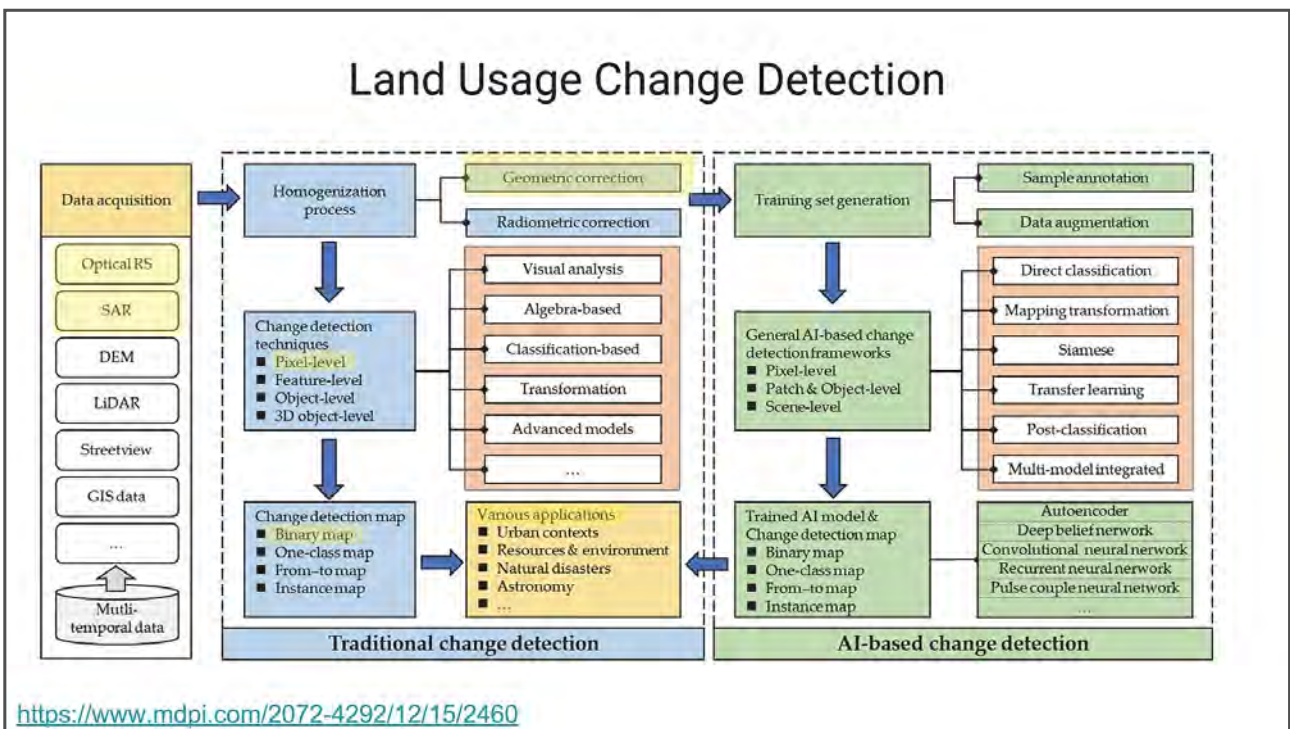 Land Usage Change Detection
Data acquisition
Optical RS
SAR
DEM
LiDAR
Streetview
GIS data
...
Mutli-
temporal data
Homogenization
process
Geometric correction
Radiometric correction
Change detection
techniques
■ Pixel-level
■ Feature-level
■ Object-level
■ 3D object-level
Visual analysis
Algebra-based
Classification-based
Transformation
Advanced models
...
Change detection map
■ Binary map
■ One-class map
■ From–to map
■ Instance map
Various applications
■ Urban contexts
■ Resources & environment
■ Natural disasters
■ Astronomy
■ ...
Traditional change detection
Training set generation
Sample annotation
Data augmentation
General AI-based change
detection frameworks
■ Pixel-level
■ Patch & Object-level
■ Scene-level
Direct classification
Mapping transformation
Siamese
Transfer learning
Post-classification
Multi-model integrated
Trained AI model &
Change detection map
■ Binary map
■ One-class map
■ From–to map
■ Instance map
Autoencoder
Deep belief nerwork
Convolutional neural nerwork
Recurrent neural nerwork
Pulse couple neural network
...
AI-based change detection
https://www.mdpi.com/2072-4292/12/15/2460